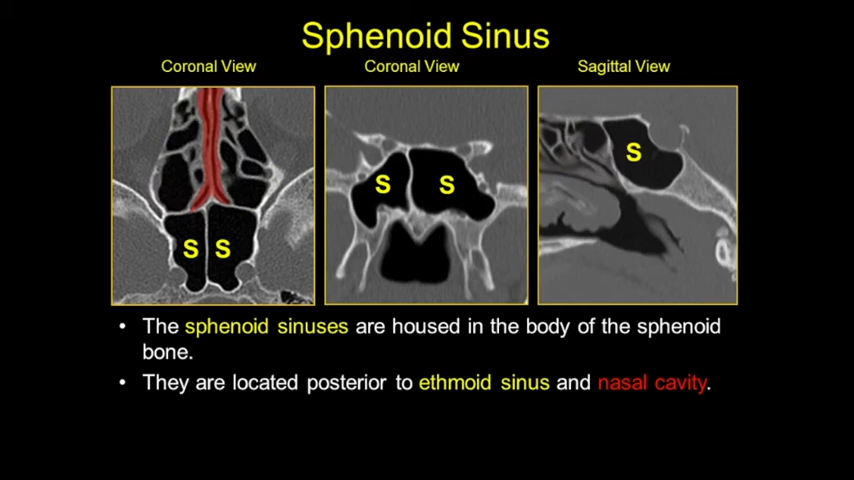 Sphenoid Sinus
Coronal View
Coronal View
Sagittal View
S S
S S
S
• The sphenoid sinuses are housed in the body of the sphenoid
bone.
• They are located posterior to ethmoid sinus and nasal cavity.